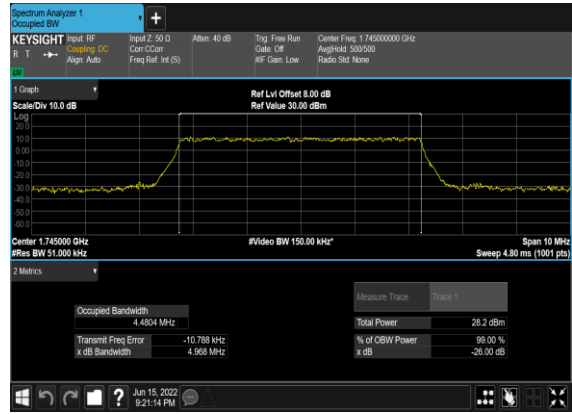 Spectrum Analyzer 1
Occupied BW
+
KEYSIGHT Input: RF Input Z: 50 Ω Atten: 40 dB Trig: Free Run Center Freq: 1.745000000 GHz
R T Coupling: DC Corr CCorr Gate: Off Avg|Hold: 500/500
Align: Auto Freq Ref: Int (S) #IF Gain: Low Radio Std: None
LW
1 Graph
Ref Lvl Offset 8.00 dB
Scale/Div 10.0 dB Ref Value 30.00 dBm
Log
20.0
10.0
0.00
-10.0
-20.0
-30.0
-40.0
-50.0
-60.0
Center 1.745000 GHz #Video BW 150.00 kHz* Span 10 MHz
#Res BW 51.000 kHz Sweep 4.80 ms (1001 pts)
2 Metrics
Measure Trace Trace 1
Occupied Bandwidth
4.4804 MHz Total Power 28.2 dBm
Transmit Freq Error -10.788 kHz % of OBW Power 99.00 %
x dB Bandwidth 4.968 MHz x dB -26.00 dB
? Jun 15, 2022
9:21:14 PM